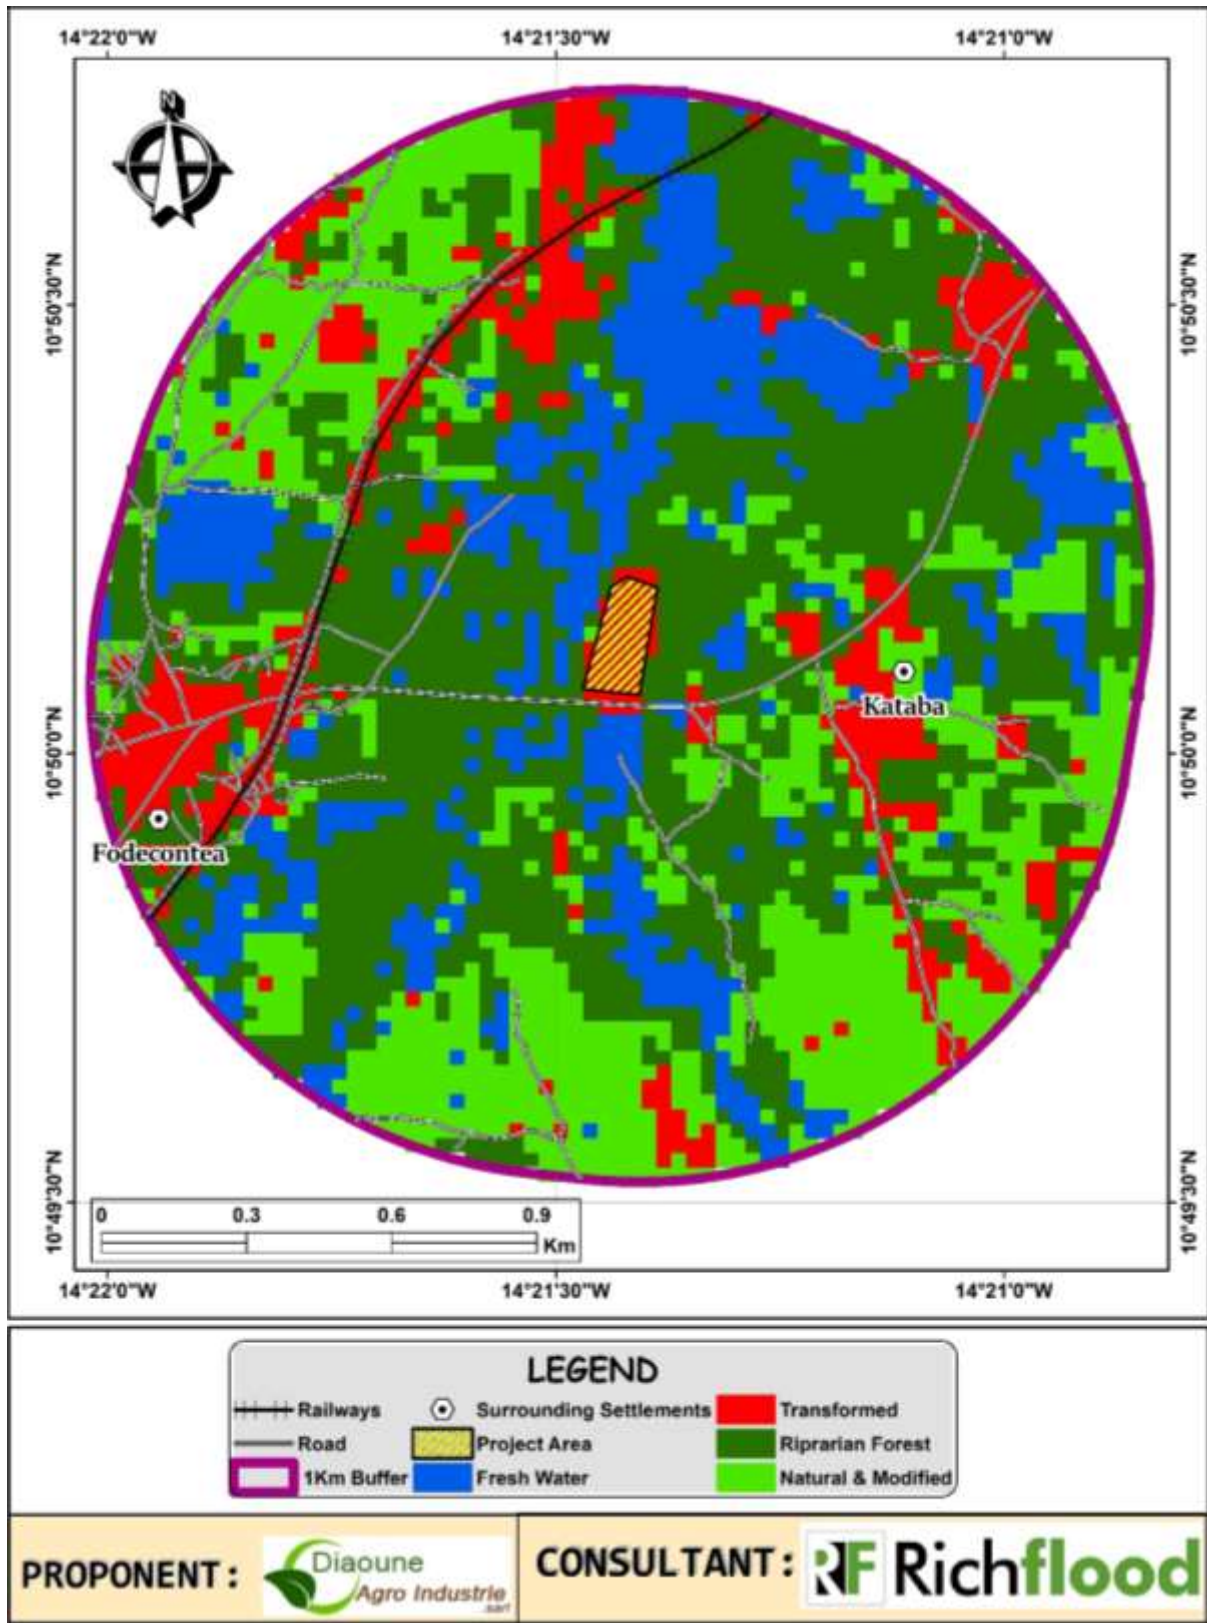 14°22'0"W 14°21'30"W 14°21'0"W
N
10°50'30"N 10°50'30"N
Kataba
10°50'0"N 10°50'0"N
Fodecontea
10°49'30"N 10°49'30"N
0 0.3 0.6 0.9
Km
14°22'0"W 14°21'30"W 14°21'0"W
LEGEND
Railways Surrounding Settlements Transformed
Road Project Area Riprarian Forest
1Km Buffer Fresh Water Natural & Modified
PROPONENT : Diaoune Agro Industrie .sarl
CONSULTANT : RF Richflood